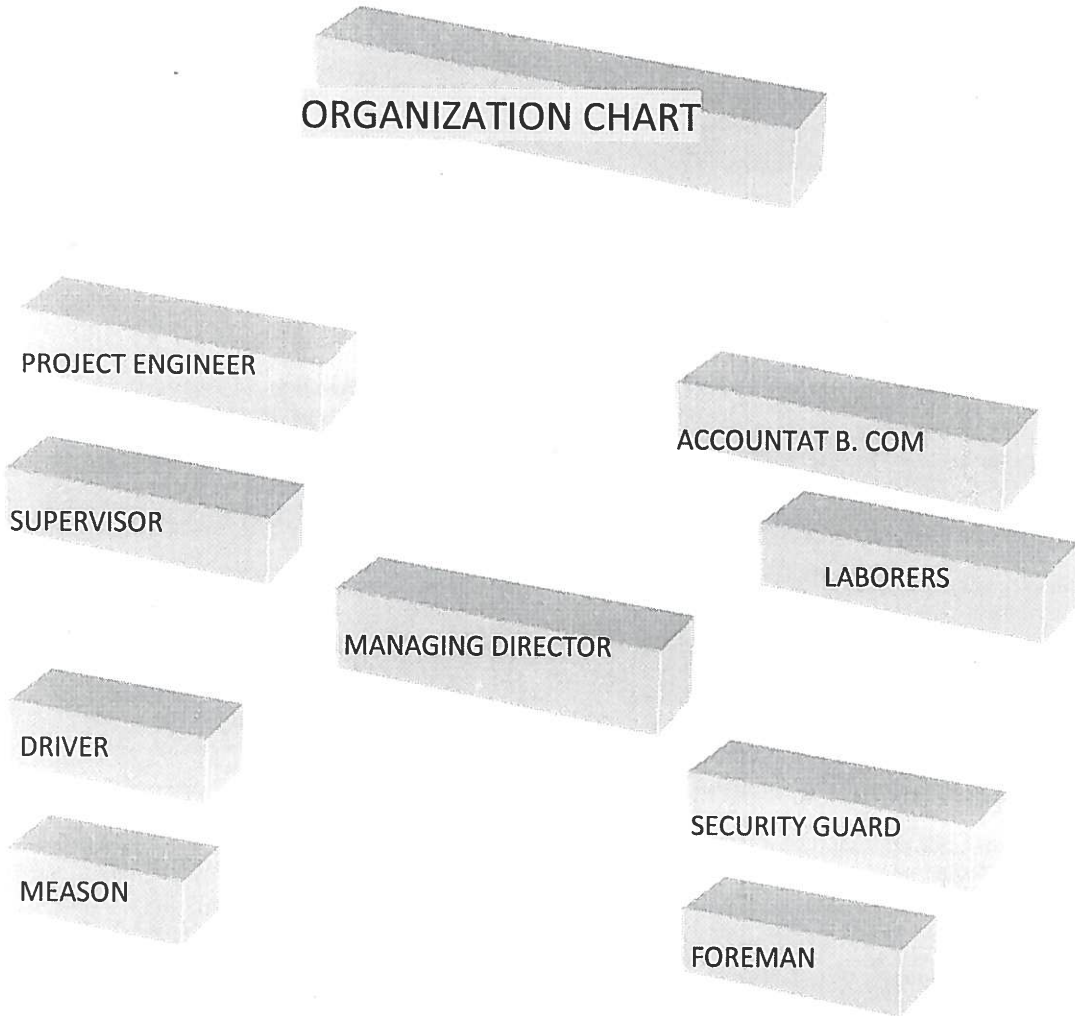 ORGANIZATION CHART
PROJECT ENGINEER
ACCOUNTAT B. COM
SUPERVISOR
LABORERS
MANAGING DIRECTOR
DRIVER
SECURITY GUARD
MEASON
FOREMAN